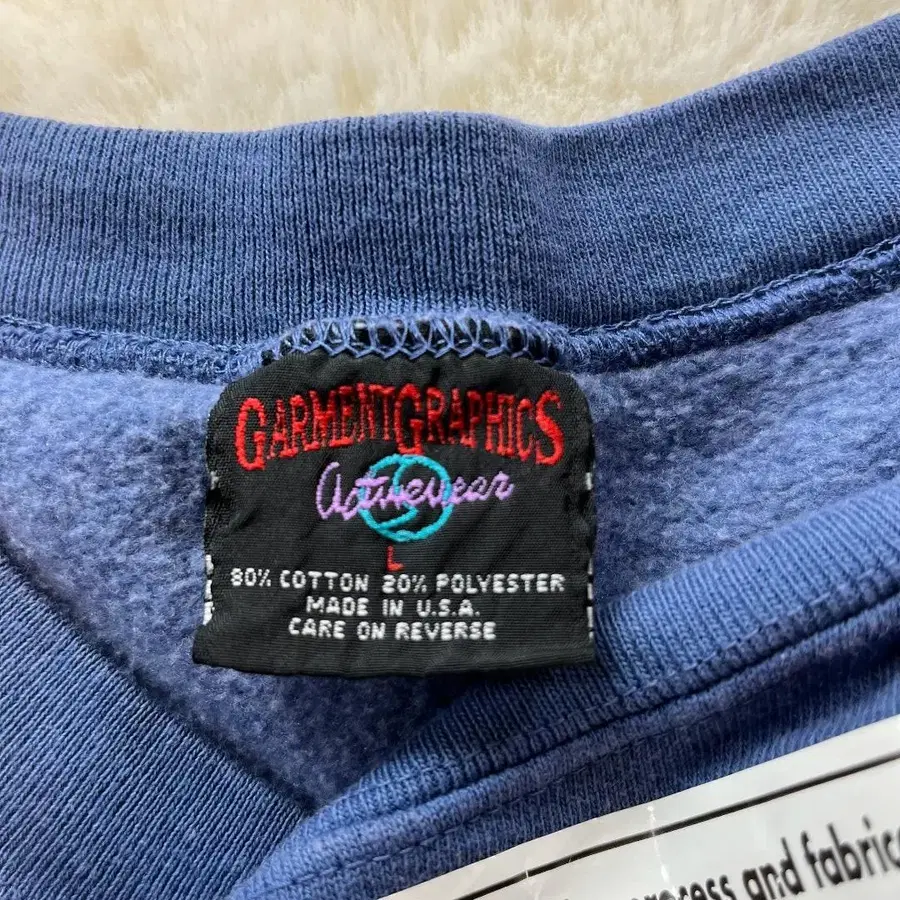 GARMENTGRAPHICS
Activewear
L
80% COTTON 20% POLYESTER
MADE IN U.S.A.
CARE ON REVERSE
process and fabric